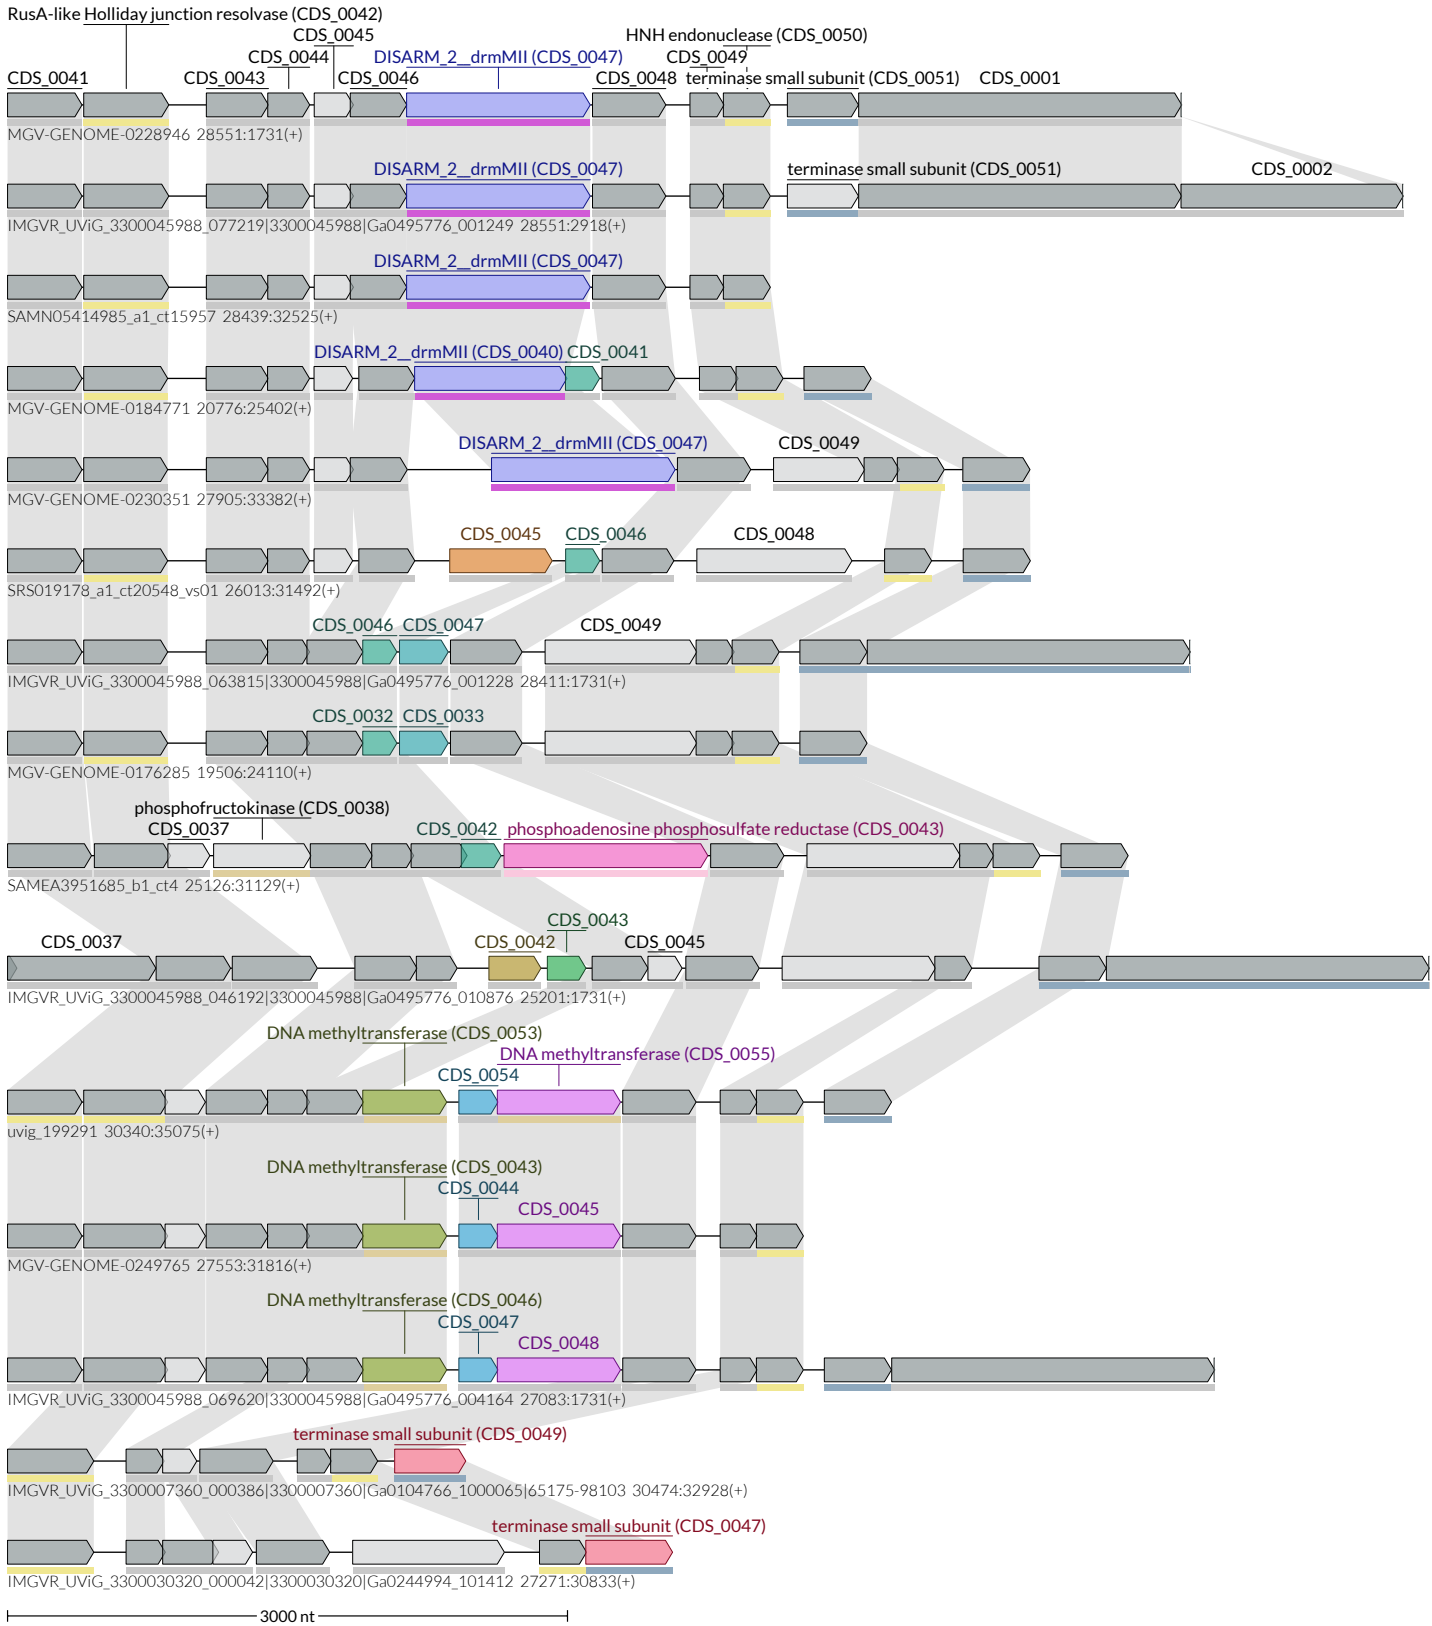 RusA-like Holliday junction resolvase (CDS_0042)
HNH endonuclease (CDS_0050)
CDS_0045
CDS_0044 DISARM_2__drmMII (CDS_0047) CDS_0049
CDS_0041 CDS_0043 CDS_0046 CDS_0048 terminase small subunit (CDS_0051) CDS_0001
MGV-GENOME-0228946 28551:1731(+)
DISARM_2__drmMII (CDS_0047) terminase small subunit (CDS_0051) CDS_0002
IMGVR_UViG_3300045988_077219|3300045988|Ga0495776_001249 28551:2918(+)
DISARM_2__drmMII (CDS_0047)
SAMN05414985_a1_ct15957 28439:32525(+)
DISARM_2__drmMII (CDS_0040) CDS_0041
MGV-GENOME-0184771 20776:25402(+)
DISARM_2__drmMII (CDS_0047) CDS_0049
MGV-GENOME-0230351 27905:33382(+)
CDS_0045 CDS_0046 CDS_0048
SRS019178_a1_ct20548_vs01 26013:31492(+)
CDS_0046 CDS_0047 CDS_0049
IMGVR_UViG_3300045988_063815|3300045988|Ga0495776_001228 28411:1731(+)
CDS_0032 CDS_0033
MGV-GENOME-0176285 19506:24110(+)
phosphofructokinase (CDS_0038)
CDS_0037 CDS_0042 phosphoadenosine phosphosulfate reductase (CDS_0043)
SAMEA3951685_b1_ct4 25126:31129(+)
CDS_0043
CDS_0037 CDS_0042 CDS_0045
IMGVR_UViG_3300045988_046192|3300045988|Ga0495776_010876 25201:1731(+)
DNA methyltransferase (CDS_0053)
DNA methyltransferase (CDS_0055)
CDS_0054
uvig_199291 30340:35075(+)
DNA methyltransferase (CDS_0043)
CDS_0044
CDS_0045
MGV-GENOME-0249765 27553:31816(+)
DNA methyltransferase (CDS_0046)
CDS_0047
CDS_0048
IMGVR_UViG_3300045988_069620|3300045988|Ga0495776_004164 27083:1731(+)
terminase small subunit (CDS_0049)
IMGVR_UViG_3300007360_000386|3300007360|Ga0104766_1000065|65175-98103 30474:32928(+)
terminase small subunit (CDS_0047)
IMGVR_UViG_3300030320_000042|3300030320|Ga0244994_101412 27271:30833(+)
3000 nt